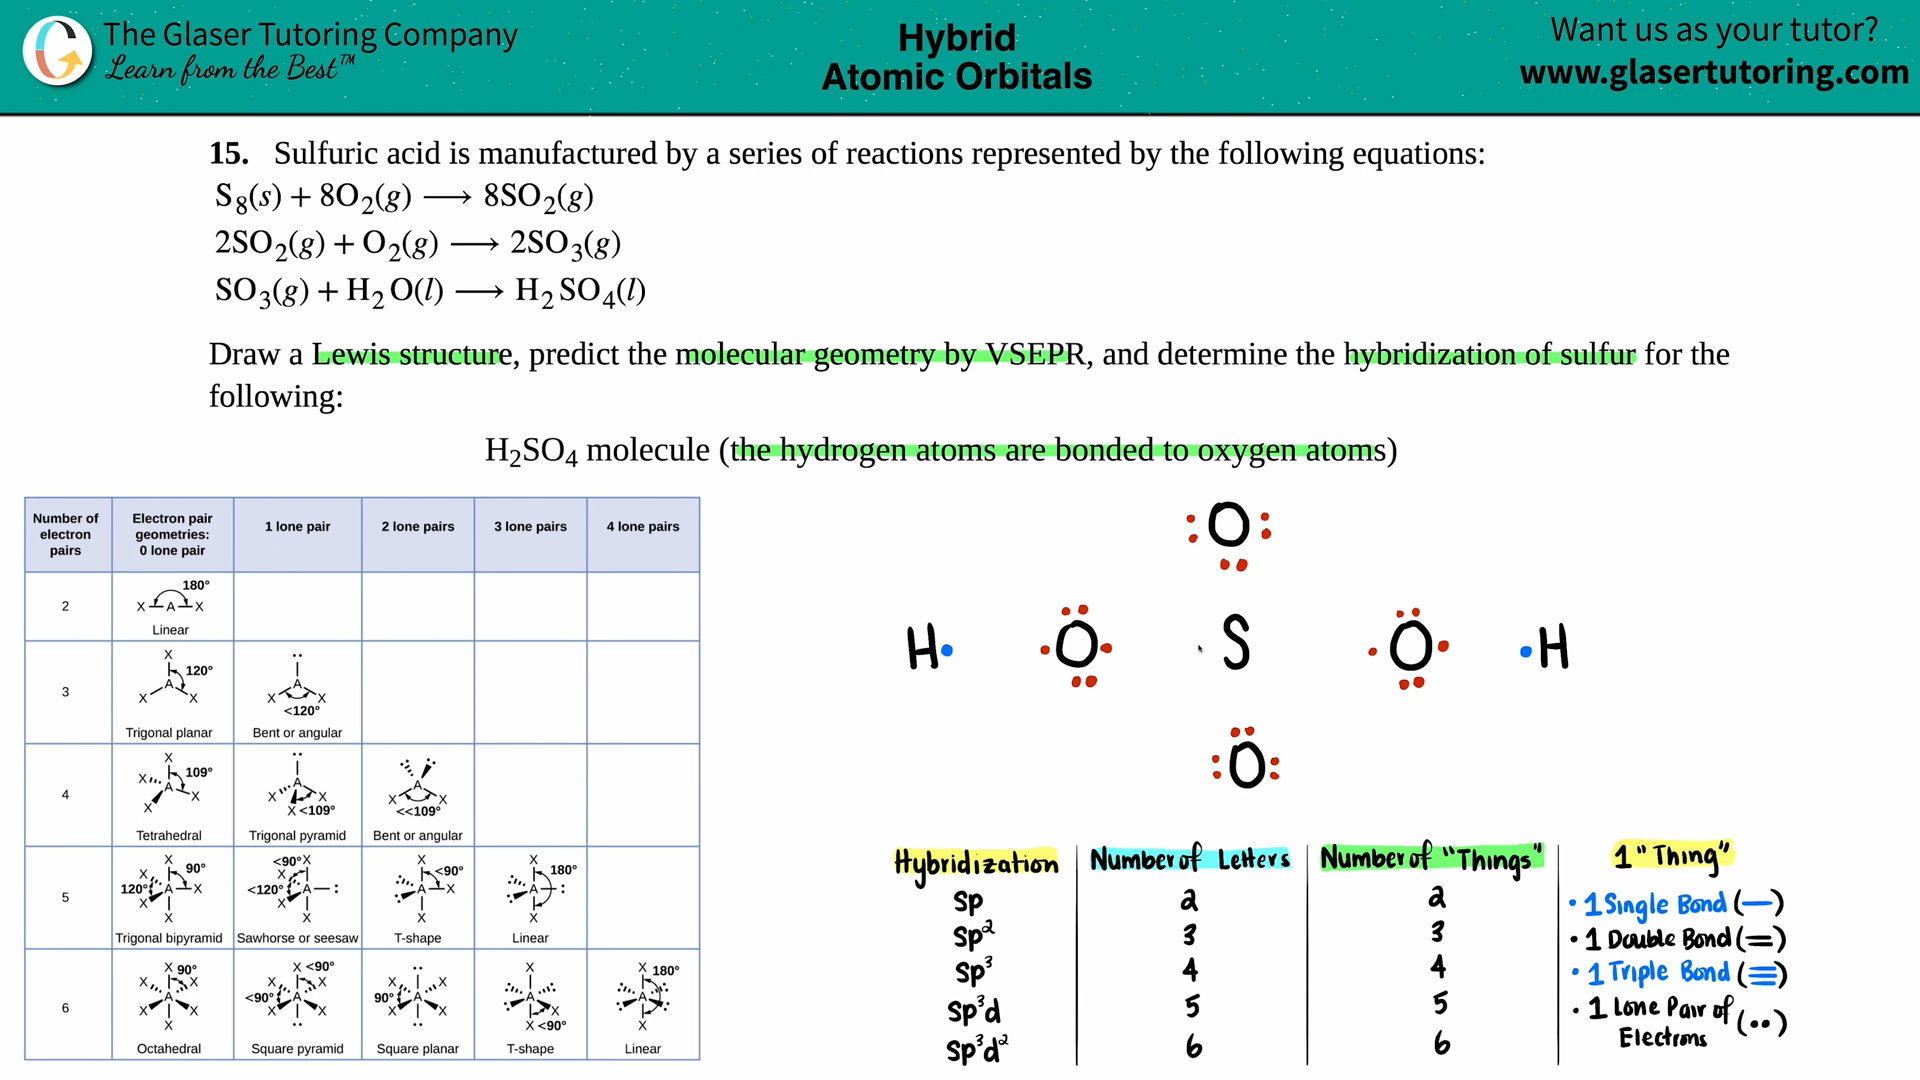 The Glaser Tutoring Company
Learn from the Best™
Hybrid
Atomic Orbitals
Want us as your tutor?
www.glasertutoring.com
15. Sulfuric acid is manufactured by a series of reactions represented by the following equations:
S₈(s) + 8O₂(g) ⟶ 8SO₂(g)
2SO₂(g) + O₂(g) ⟶ 2SO₃(g)
SO₃(g) + H₂O(l) ⟶ H₂SO₄(l)
Draw a Lewis structure, predict the molecular geometry by VSEPR, and determine the hybridization of sulfur for the
following:
H₂SO₄ molecule (the hydrogen atoms are bonded to oxygen atoms)
Number of electron pairs | Electron pair geometries: 0 lone pair | 1 lone pair | 2 lone pairs | 3 lone pairs | 4 lone pairs
180°
2 X A X
Linear
X
120°
3 A A
X X X X
<120°
Trigonal planar Bent or angular
X
109°
4 X A X X A X X X A X
<109° <<109°
Tetrahedral Trigonal pyramid Bent or angular
5
X 90° X 120° A X X X
<90° X X <120° A X X
X <90° A X X
X 180° A X
Trigonal bipyramid Sawhorse or seesaw T-shape Linear
6
X 90° X X A X X X
X <90° X X <90° A X X
X X 90° A X X
X A X X <90°
X 180° A X
Octahedral Square pyramid Square planar T-shape Linear
O
H O S O H
O
Hybridization Number of Letters Number of "Things" 1 "Thing"
sp 2 2 • 1 Single Bond (—)
sp² 3 3 • 1 Double Bond (=)
sp³ 4 4 • 1 Triple Bond (≡)
sp³d 5 5 • 1 Lone Pair of Electrons (••)
sp³d² 6 6